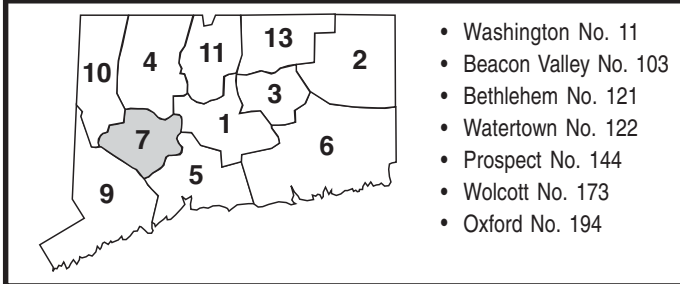 13
11
4
2
10
3
1
7
6
5
9
• Washington No. 11
• Beacon Valley No. 103
• Bethlehem No. 121
• Watertown No. 122
• Prospect No. 144
• Wolcott No. 173
• Oxford No. 194